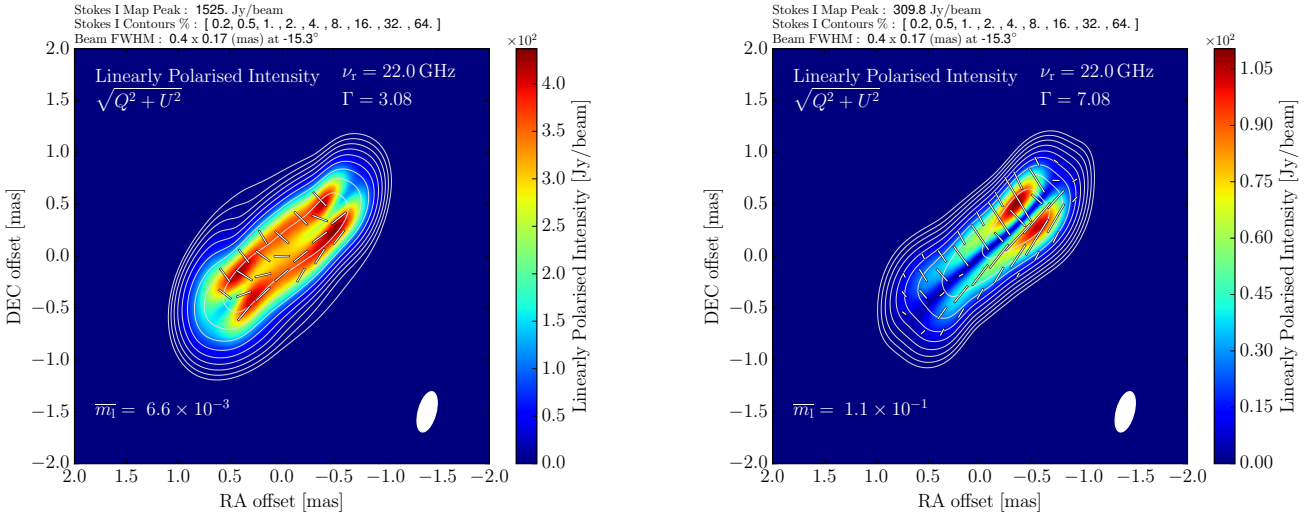 Stokes I Map Peak : 1525. Jy/beam
Stokes I Contours % : [ 0.2, 0.5, 1. , 2. , 4. , 8. , 16. , 32. , 64. ]
Beam FWHM : 0.4 x 0.17 (mas) at -15.3°
×10²
Linearly Polarised Intensity
√Q² + U²
νr = 22.0 GHz
Γ = 3.08
m̅l = 6.6 × 10⁻³
2.0
1.5
1.0
0.5
0.0
−0.5
−1.0
−1.5
−2.0
DEC offset [mas]
2.0 1.5 1.0 0.5 0.0 −0.5 −1.0 −1.5 −2.0
RA offset [mas]
4.0
3.5
3.0
2.5
2.0
1.5
1.0
0.5
0.0
Linearly Polarised Intensity [Jy/beam]
Stokes I Map Peak : 309.8 Jy/beam
Stokes I Contours % : [ 0.2, 0.5, 1. , 2. , 4. , 8. , 16. , 32. , 64. ]
Beam FWHM : 0.4 x 0.17 (mas) at -15.3°
×10²
Linearly Polarised Intensity
√Q² + U²
νr = 22.0 GHz
Γ = 7.08
m̅l = 1.1 × 10⁻¹
2.0
1.5
1.0
0.5
0.0
−0.5
−1.0
−1.5
−2.0
DEC offset [mas]
2.0 1.5 1.0 0.5 0.0 −0.5 −1.0 −1.5 −2.0
RA offset [mas]
1.05
0.90
0.75
0.60
0.45
0.30
0.15
0.00
Linearly Polarised Intensity [Jy/beam]